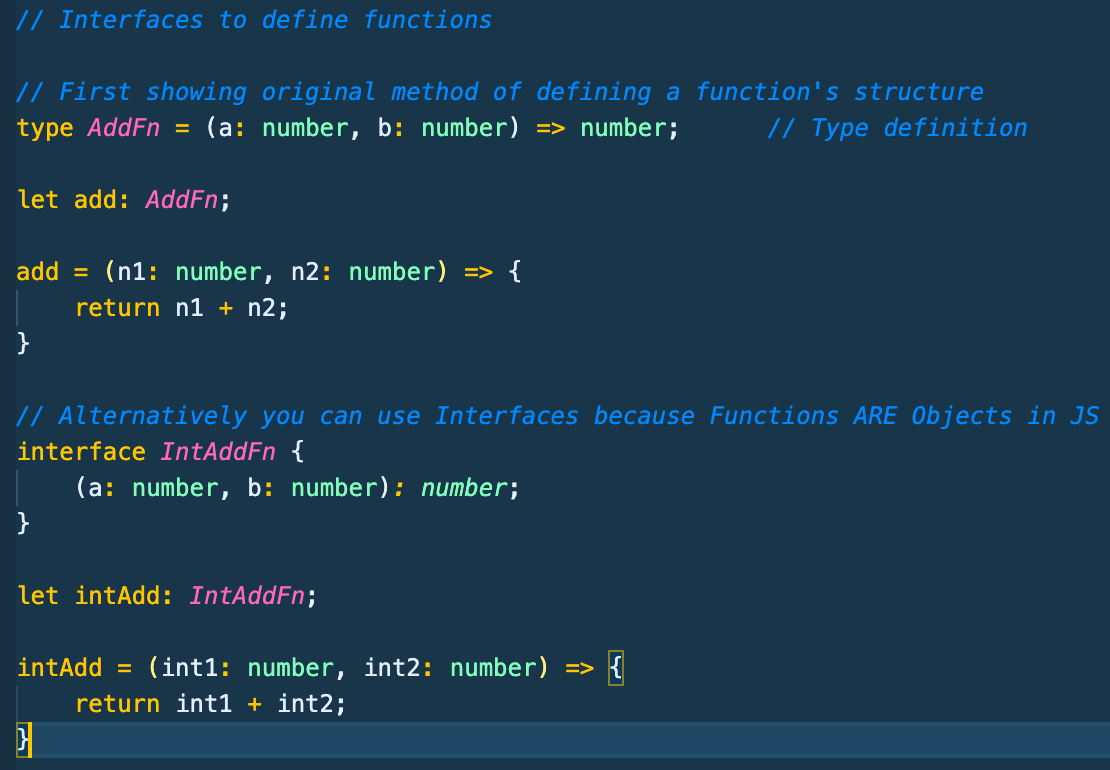 // Interfaces to define functions
// First showing original method of defining a function's structure
type AddFn = (a: number, b: number) => number;      // Type definition
let add: AddFn;
add = (n1: number, n2: number) => {
    return n1 + n2;
}
// Alternatively you can use Interfaces because Functions ARE Objects in JS
interface IntAddFn {
    (a: number, b: number): number;
}
let intAdd: IntAddFn;
intAdd = (int1: number, int2: number) => {
    return int1 + int2;
}